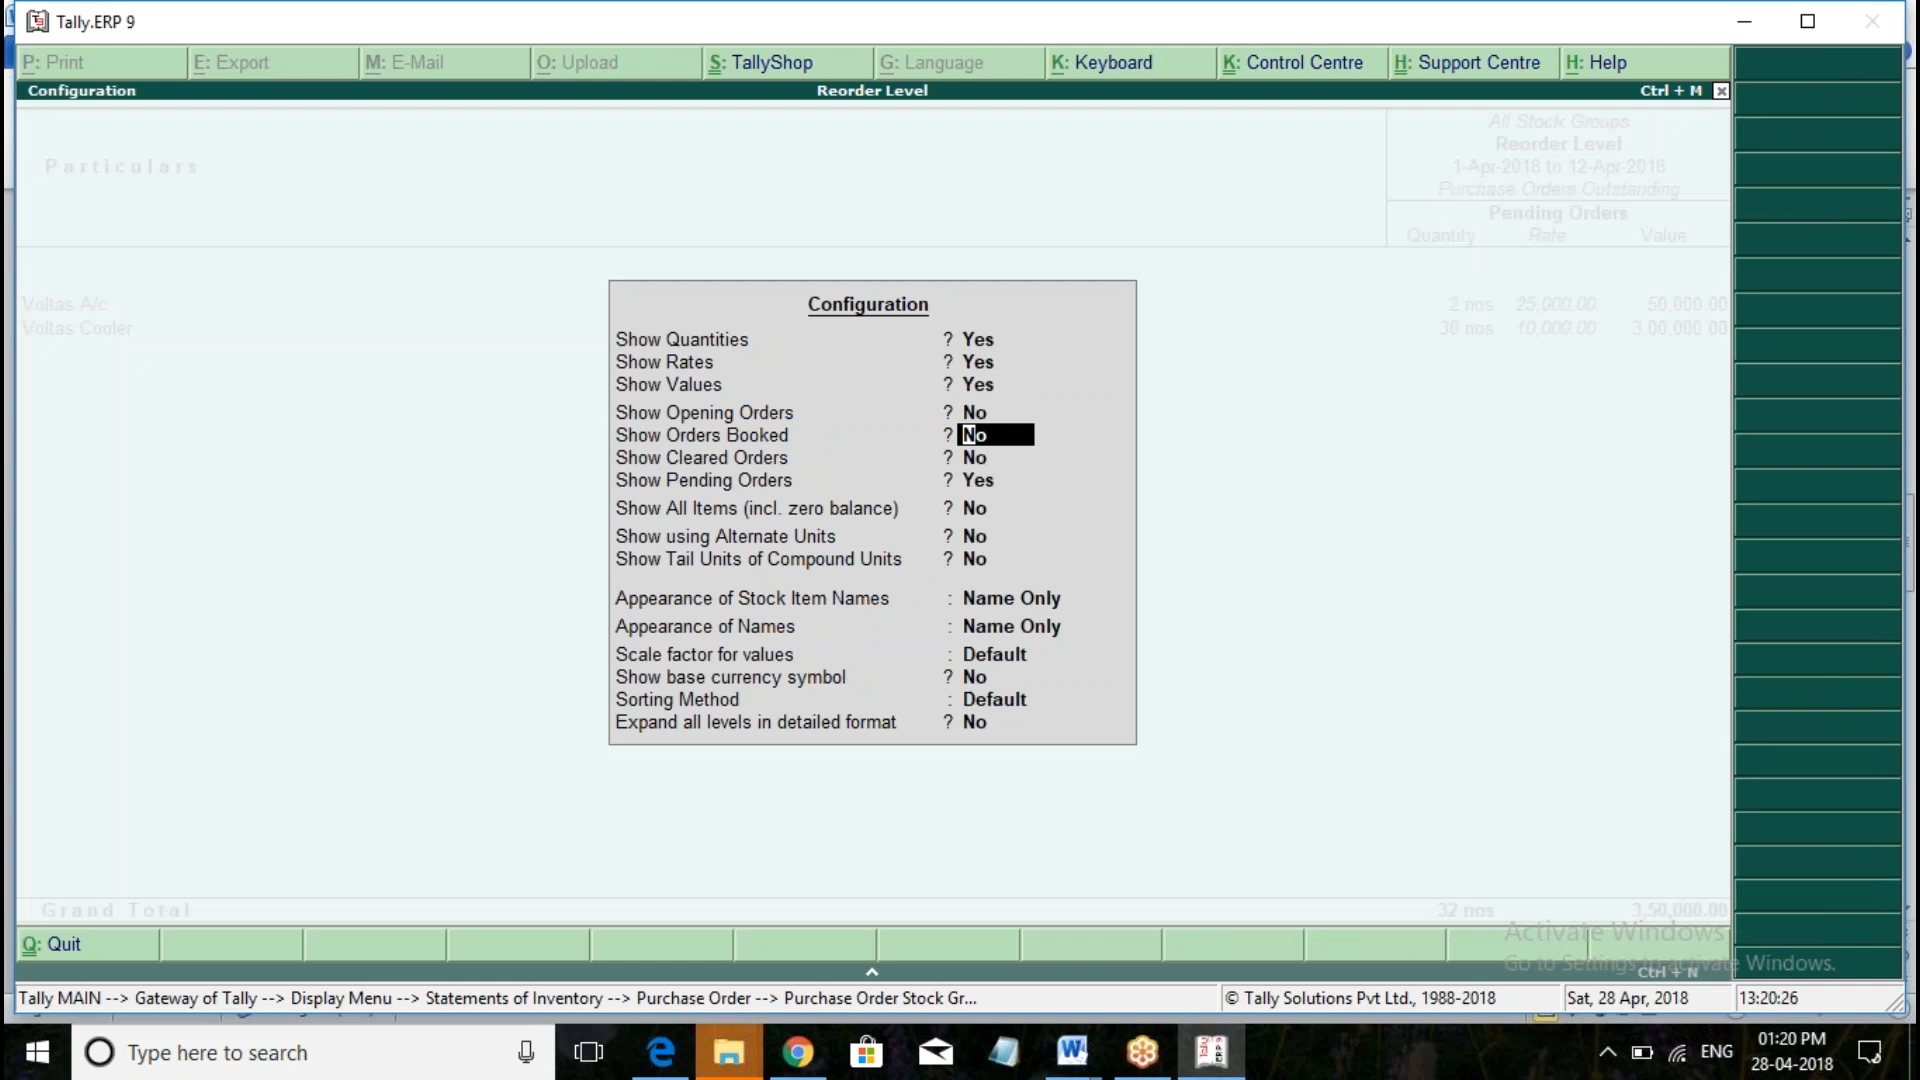 Tally.ERP 9
P: Print E: Export M: E-Mail O: Upload S: TallyShop G: Language K: Keyboard K: Control Centre H: Support Centre H: Help
Configuration Reorder Level Ctrl + M
Particulars
All Stock Groups
Reorder Level
1-Apr-2018 to 12-Apr-2018
Purchase Orders Outstanding
Pending Orders
Quantity Rate Value
Voltas A/c 2 nos 25,000.00 50,000.00
Voltas Cooler 30 nos 10,000.00 3,00,000.00
Configuration
Show Quantities ? Yes
Show Rates ? Yes
Show Values ? Yes
Show Opening Orders ? No
Show Orders Booked ? No
Show Cleared Orders ? No
Show Pending Orders ? Yes
Show All Items (incl. zero balance) ? No
Show using Alternate Units ? No
Show Tail Units of Compound Units ? No
Appearance of Stock Item Names : Name Only
Appearance of Names : Name Only
Scale factor for values : Default
Show base currency symbol ? No
Sorting Method : Default
Expand all levels in detailed format ? No
Grand Total 32 nos 3,50,000.00
Activate Windows
Go to Settings to activate Windows.
Q: Quit
Ctrl + N
Tally MAIN --> Gateway of Tally --> Display Menu --> Statements of Inventory --> Purchase Order --> Purchase Order Stock Gr...
© Tally Solutions Pvt Ltd., 1988-2018 Sat, 28 Apr, 2018 13:20:26
Type here to search
ENG
01:20 PM
28-04-2018